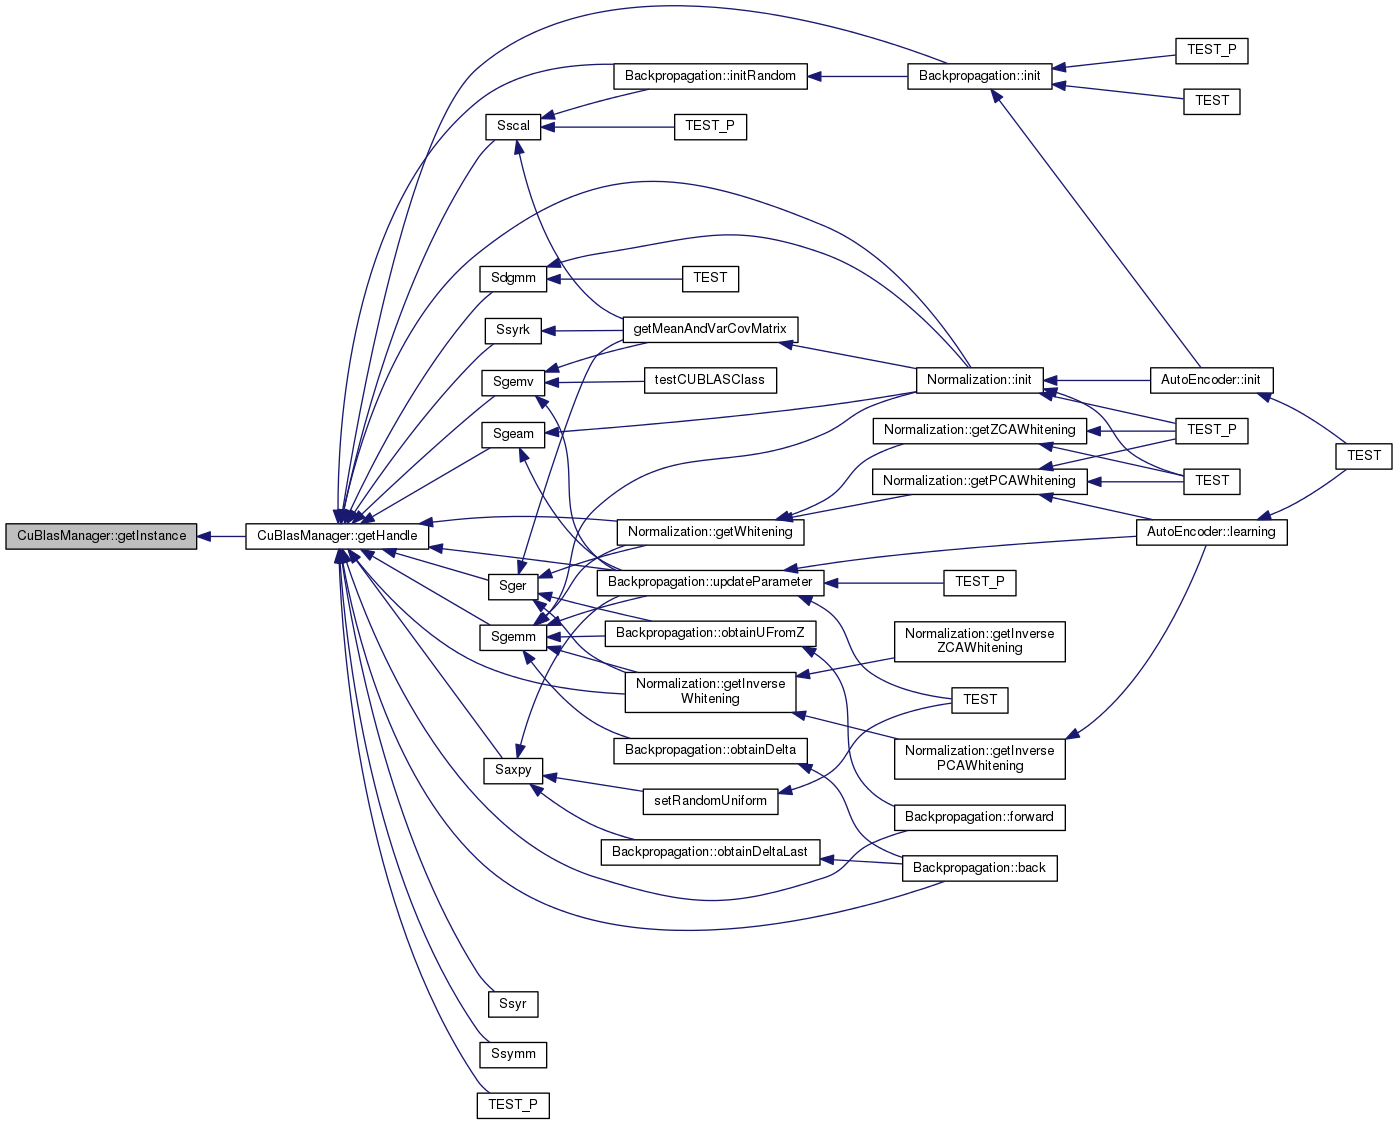 CuBlasManager::getInstance
CuBlasManager::getHandle
Backpropagation::initRandom
Sscal
TEST_P
Sdgmm
TEST
Ssyrk
getMeanAndVarCovMatrix
Sgemv
testCUBLASClass
Sgeam
Normalization::getWhitening
Sger
Backpropagation::updateParameter
Sgemm
Backpropagation::obtainUFromZ
Normalization::getInverse
Whitening
Backpropagation::obtainDelta
Saxpy
setRandomUniform
Backpropagation::obtainDeltaLast
Ssyr
Ssymm
TEST_P
Backpropagation::init
TEST_P
TEST
Normalization::init
AutoEncoder::init
Normalization::getZCAWhitening
TEST_P
Normalization::getPCAWhitening
TEST
TEST
AutoEncoder::learning
TEST_P
Normalization::getInverse
ZCAWhitening
TEST
Normalization::getInverse
PCAWhitening
Backpropagation::forward
Backpropagation::back